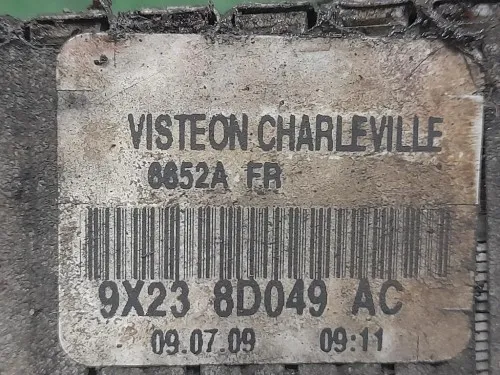 VISTEON CHARLEVILLE
6652A FR
9X23 8D049 AC
09.07.09 09:11